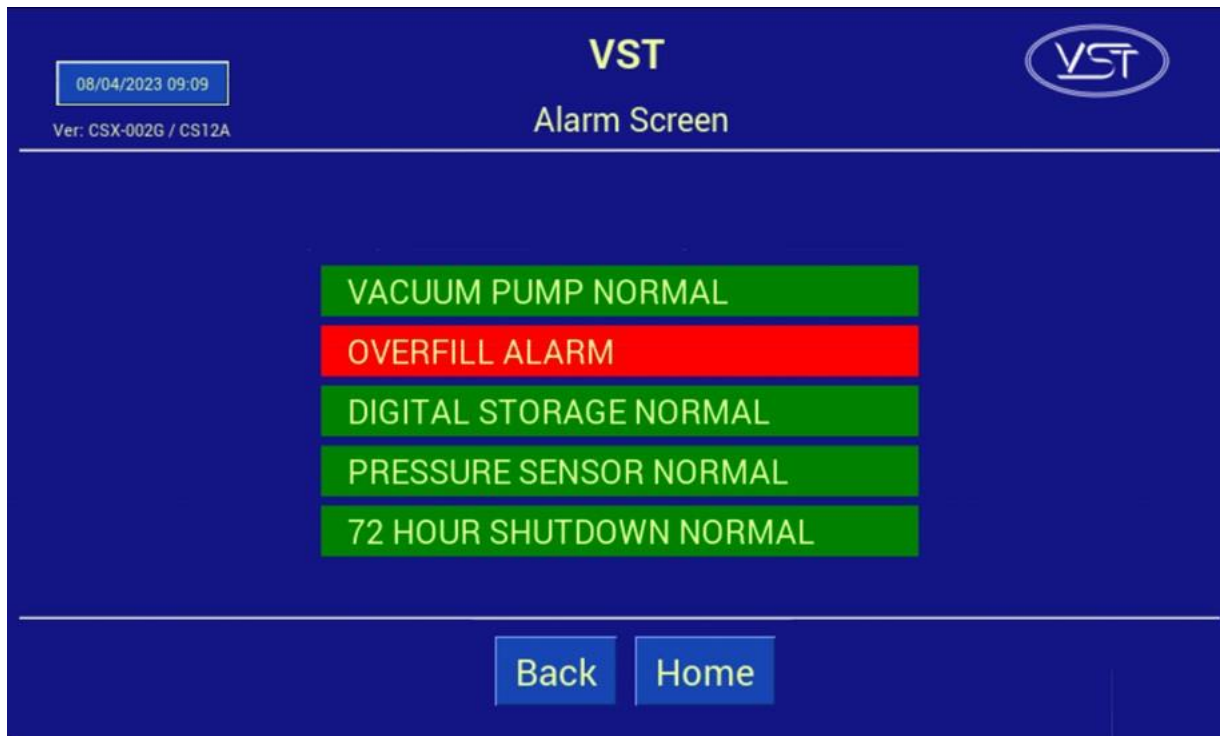 VST
08/04/2023 09:09
Ver: CSX-002G / CS12A
Alarm Screen
VST
VACUUM PUMP NORMAL
OVERFILL ALARM
DIGITAL STORAGE NORMAL
PRESSURE SENSOR NORMAL
72 HOUR SHUTDOWN NORMAL
Back
Home